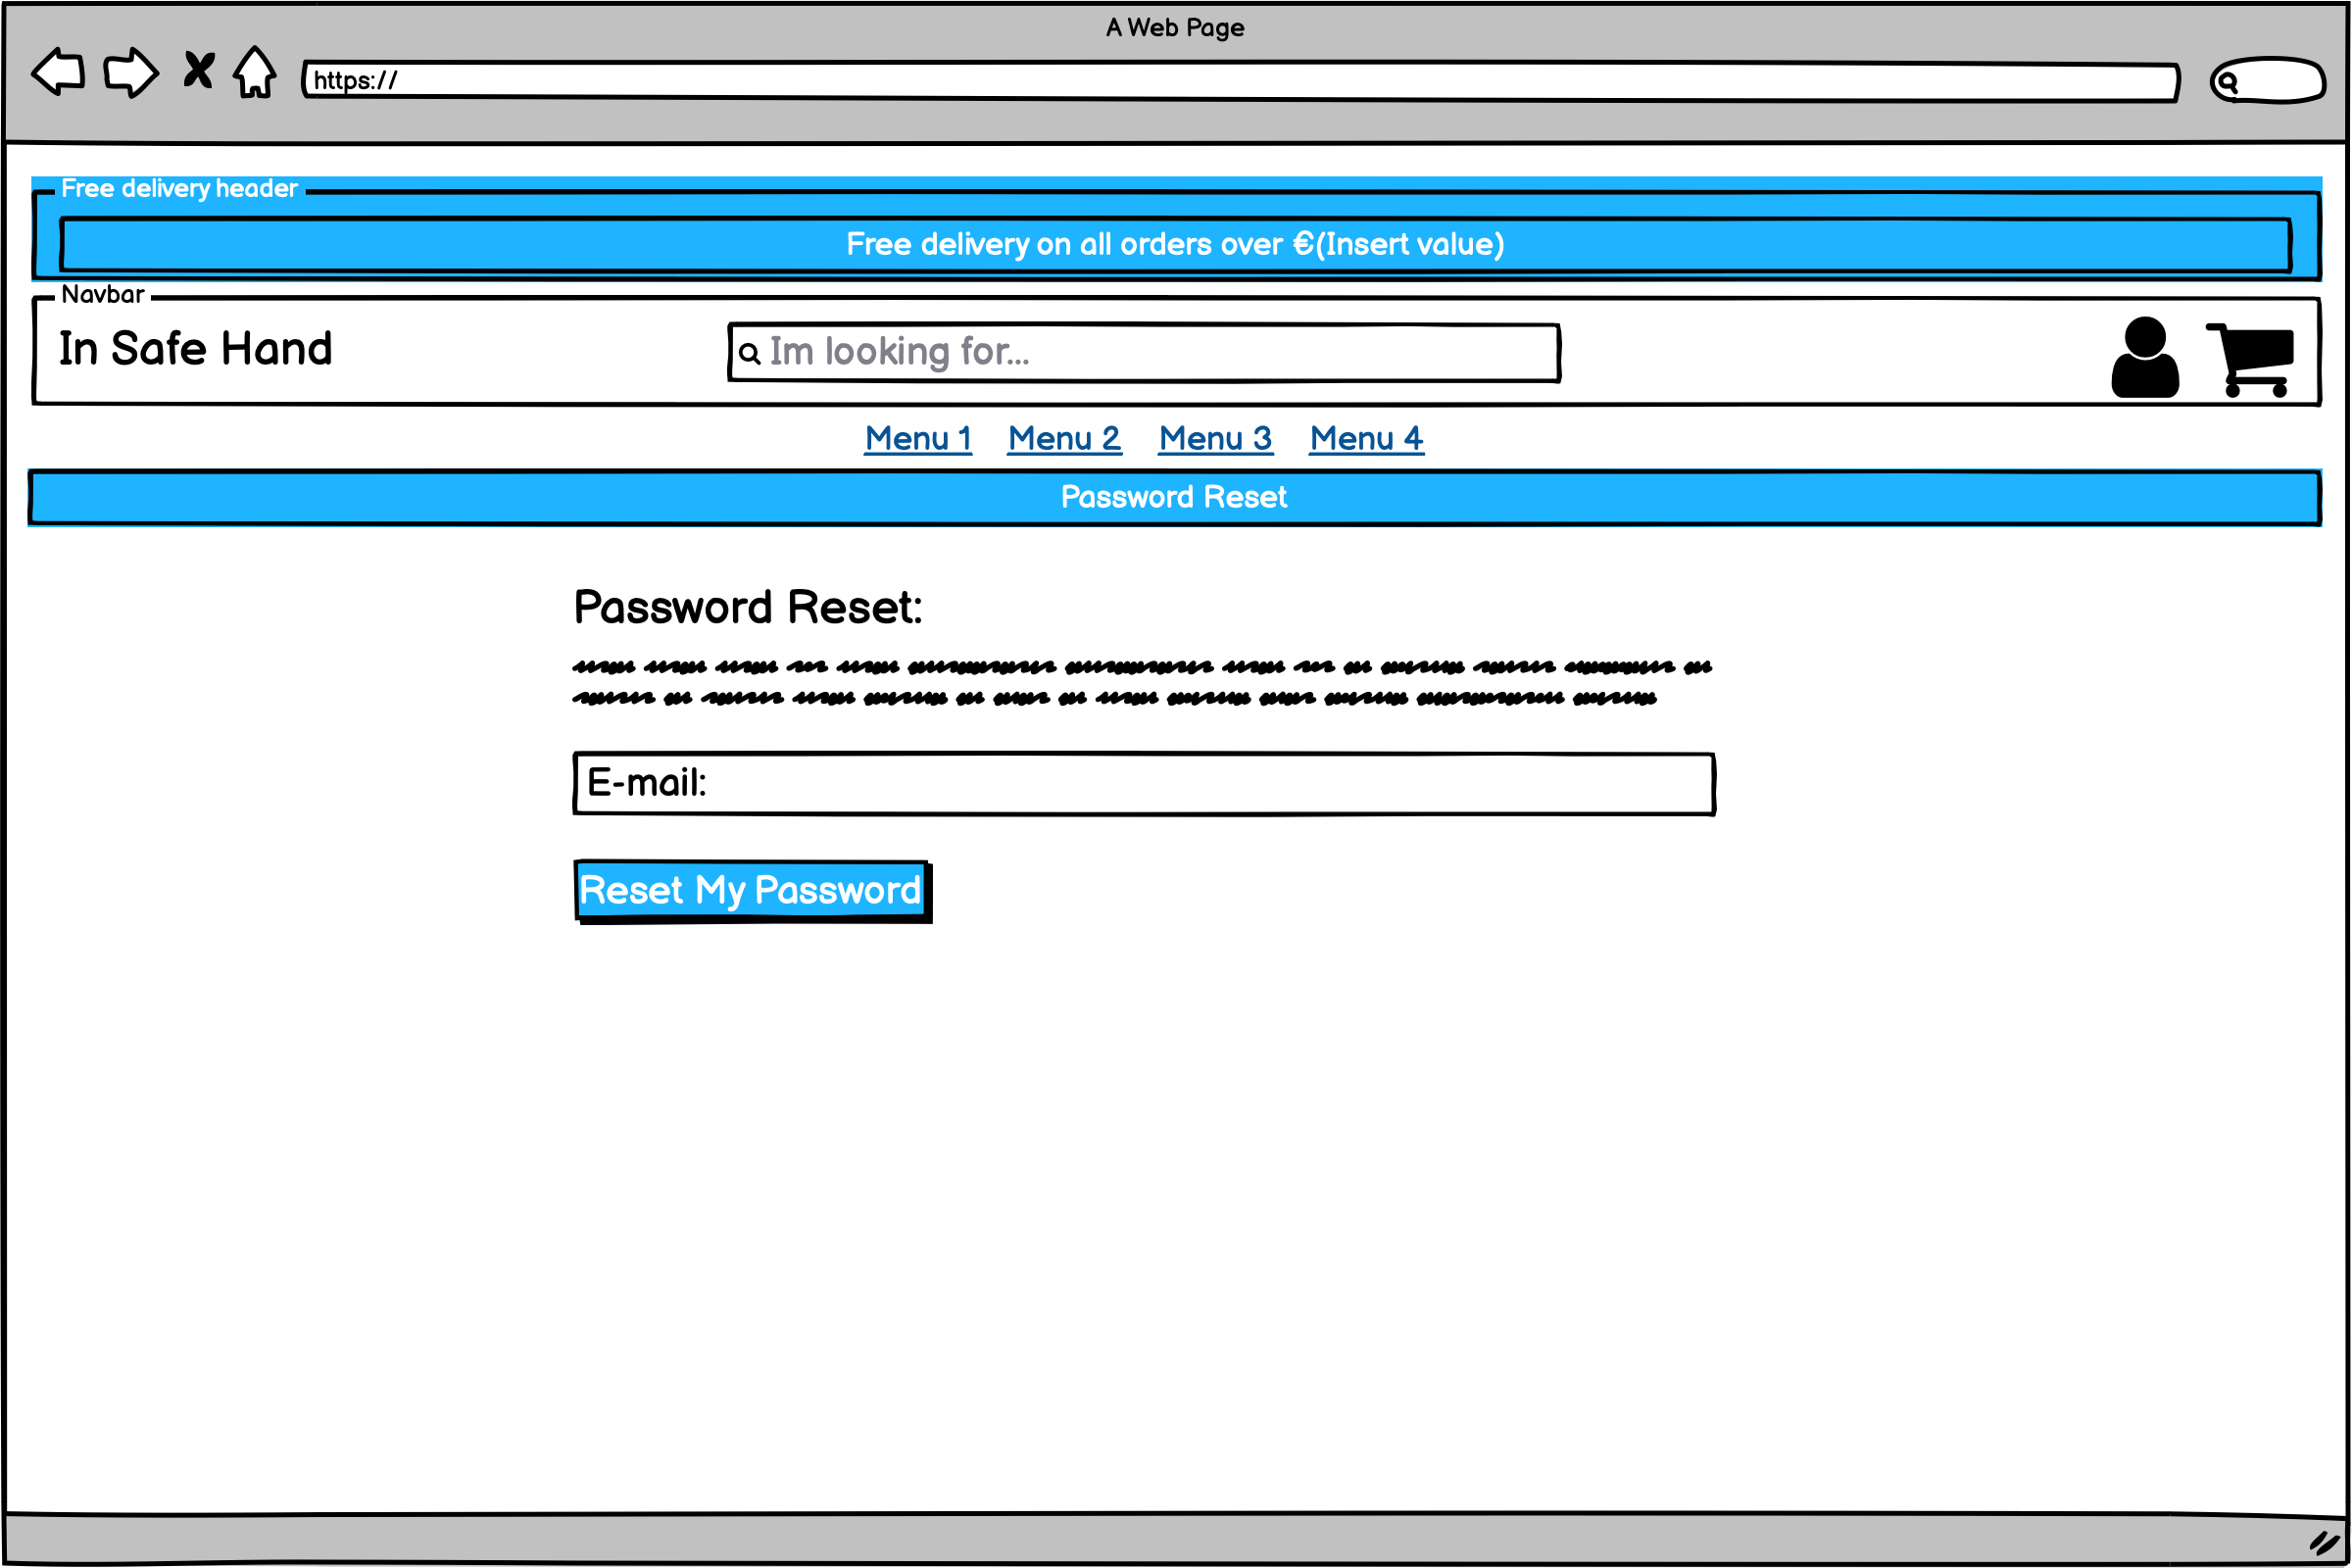 A Web Page
https://
Free delivery header
Free delivery on all orders over €(Insert value)
Navbar
In Safe Hand
Im looking for...
Menu 1 Menu 2 Menu 3 Menu 4
Password Reset
Password Reset:
E-mail:
Reset My Password